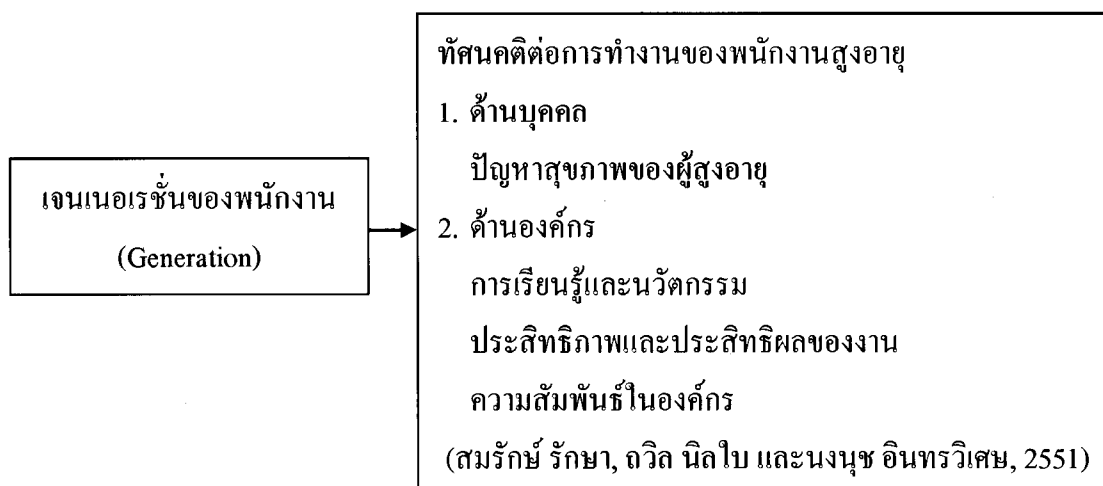 เจนเนอเรชั่นของพนักงาน
(Generation)
ทัศนคติต่อการทำงานของพนักงานสูงอายุ
1. ด้านบุคคล
ปัญหาสุขภาพของผู้สูงอายุ
2. ด้านองค์กร
การเรียนรู้และนวัตกรรม
ประสิทธิภาพและประสิทธิผลของงาน
ความสัมพันธ์ในองค์กร
(สมรักษ์ รักษา, ถวิล นิลใบ และนงนุช อินทรวิเศษ, 2551)